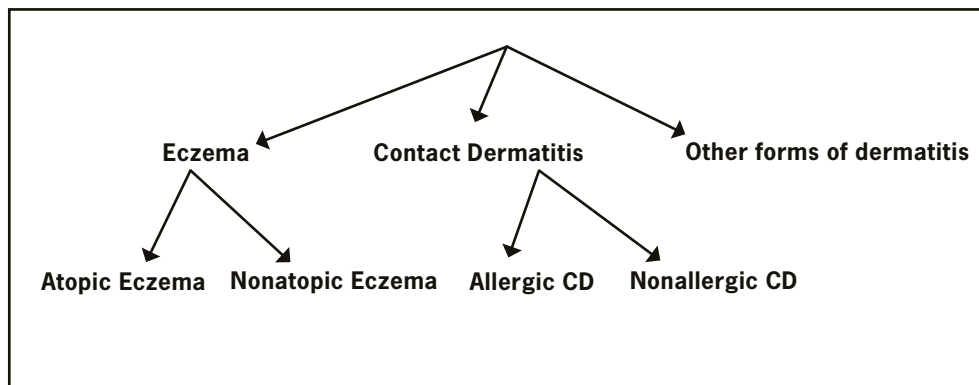 Eczema
Contact Dermatitis
Other forms of dermatitis
Atopic Eczema
Nonatopic Eczema
Allergic CD
Nonallergic CD